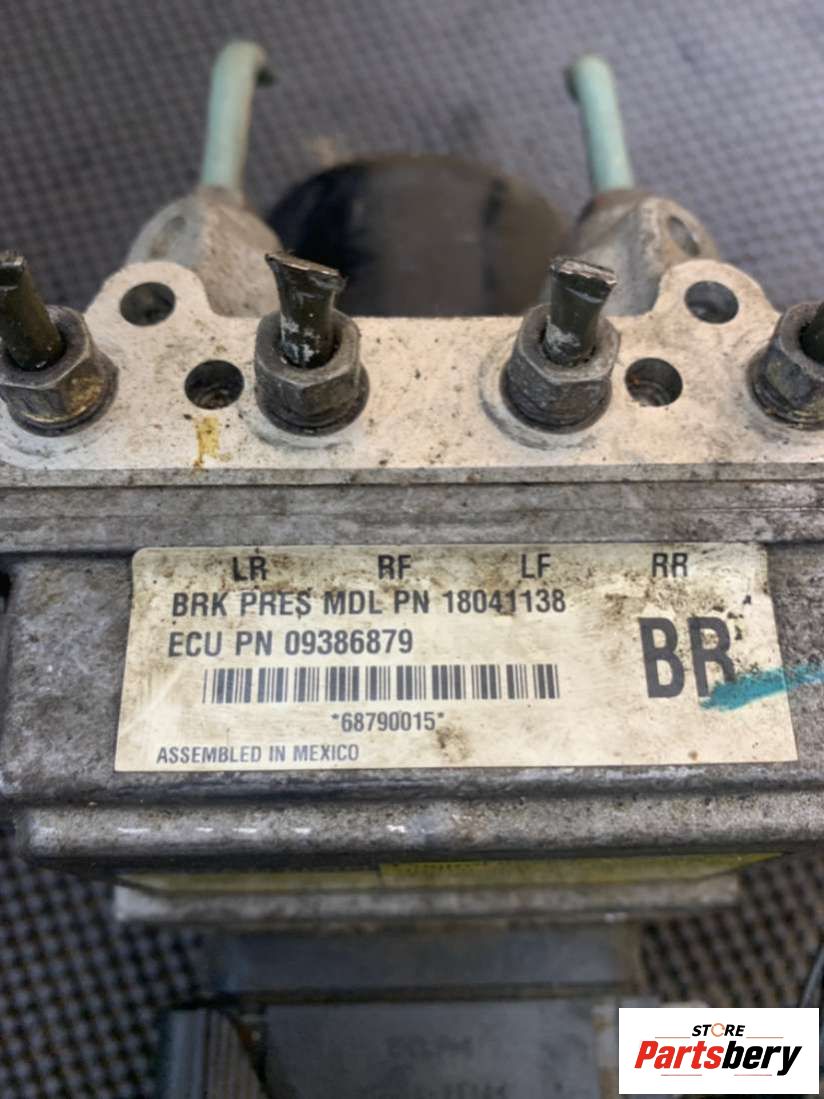 LR RF LF RR
BRK PRES MDL PN 18041138
ECU PN 09386879
BR
*68790015*
ASSEMBLED IN MEXICO
STORE
Partsbery